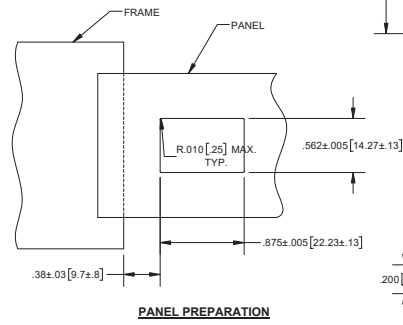 FRAME
PANEL
R.010[.25] MAX.
TYP.
.562±.005[14.27±.13]
.875±.005[22.23±.13]
.38±.03[9.7±.8]
.200[
PANEL PREPARATION